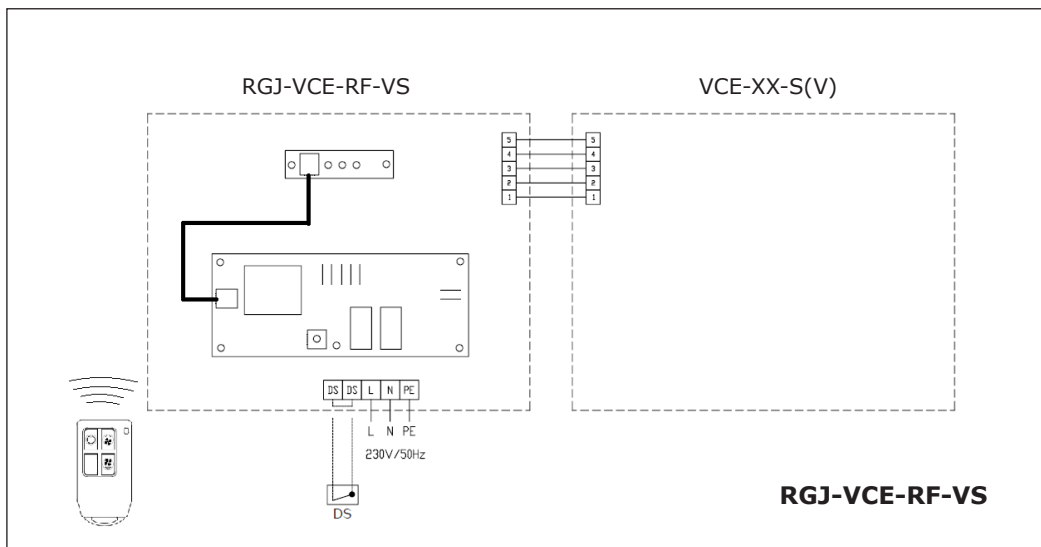 RGJ-VCE-RF-VS VCE-XX-S(V)
5 5
4 4
3 3
2 2
1 1
DS DS L N PE
L N PE
230V/50Hz
DS
RGJ-VCE-RF-VS